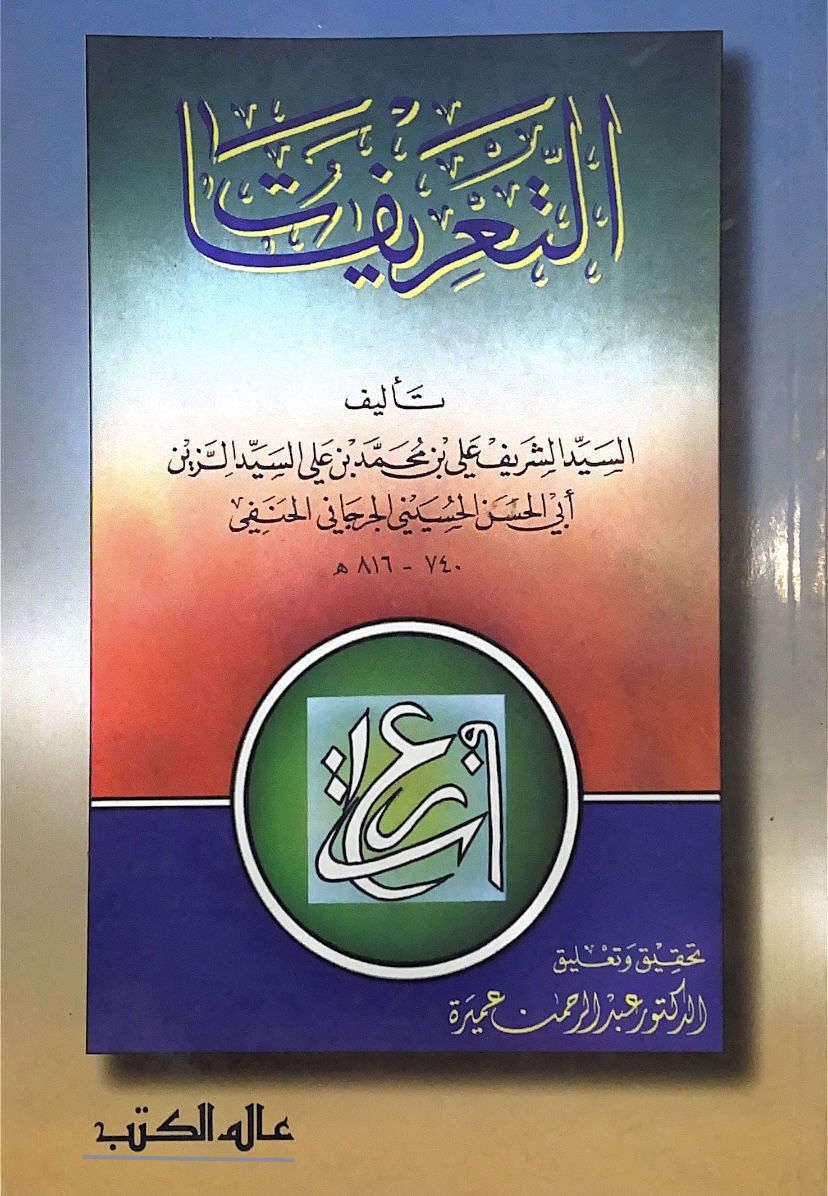 التعريفات
تأليف
السيد الشريف علي بن محمد بن علي السيد الزين
أبي الحسن الحسيني الجرجاني الحنفي
٧٤٠ - ٨١٦ ه
تحقيق وتعليق
الدكتور عبد الرحمن عميرة
عالم الكتب